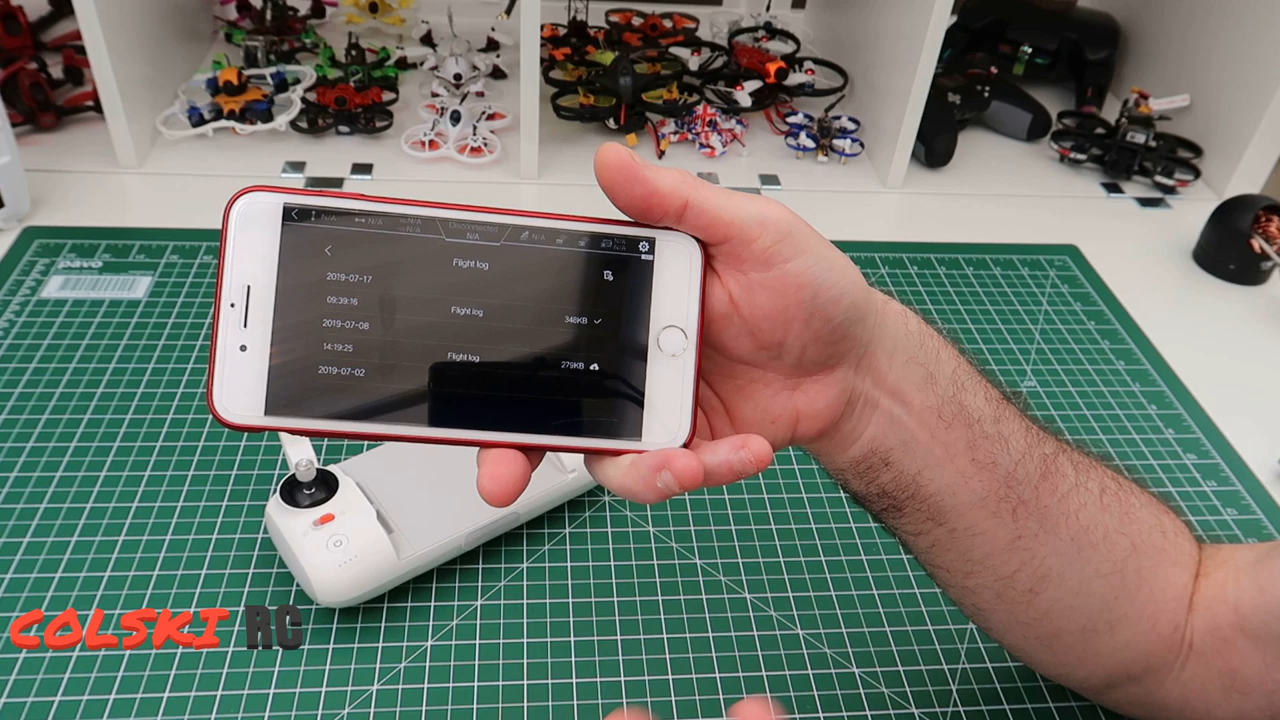 N/A
N/A
N/A
N/A
Disconnected
N/A
N/A
N/A
N/A
Flight log
2019-07-17
09:39:16
Flight log
348KB
2019-07-08
14:19:25
Flight log
279KB
2019-07-02
pavo
COLSKI RC